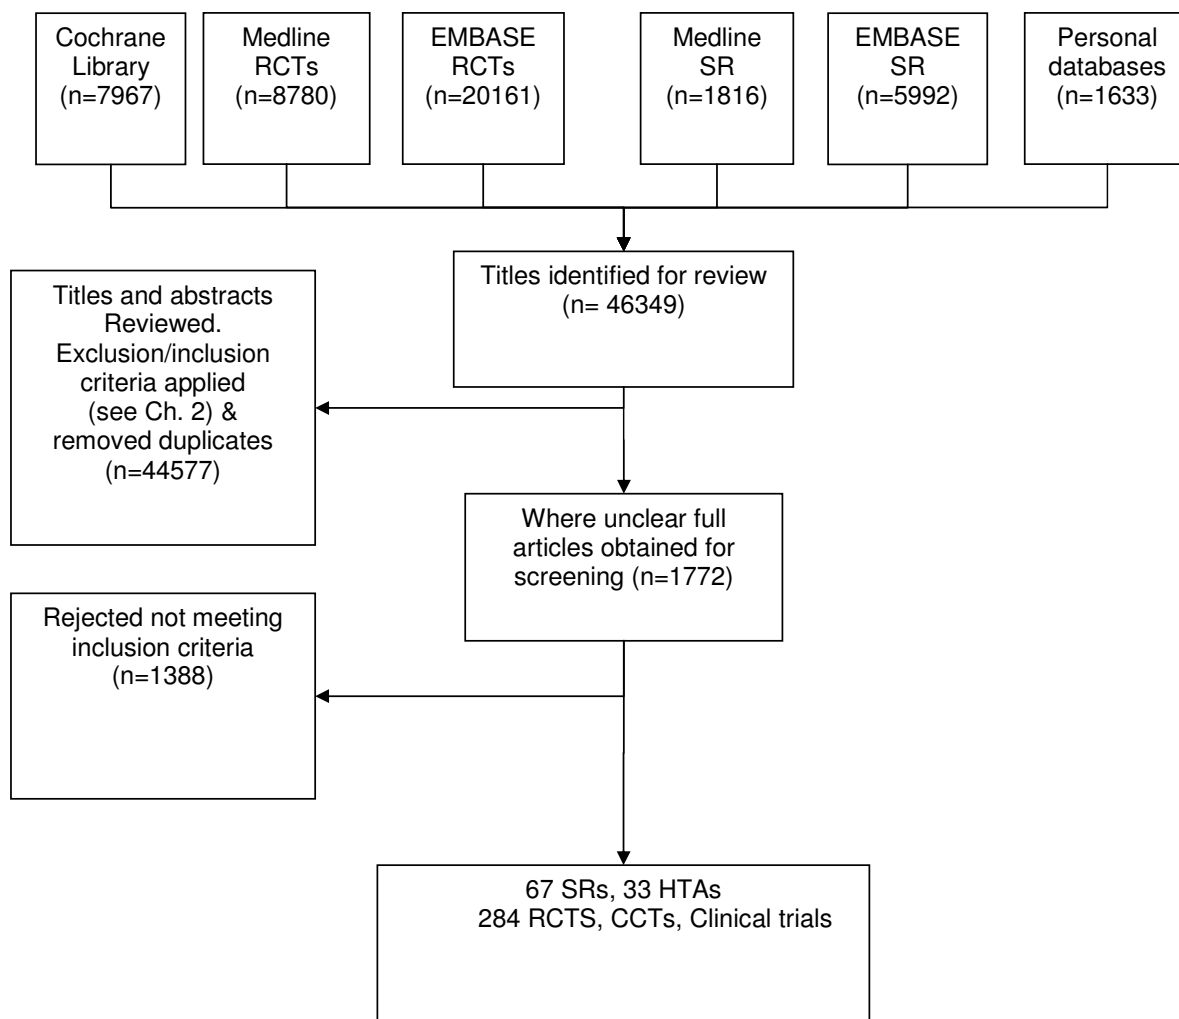 Cochrane
Library
(n=7967)
Medline
RCTs
(n=8780)
EMBASE
RCTs
(n=20161)
Medline
SR
(n=1816)
EMBASE
SR
(n=5992)
Personal
databases
(n=1633)
Titles identified for review
(n= 46349)
Titles and abstracts
Reviewed.
Exclusion/inclusion
criteria applied
(see Ch. 2) &
removed duplicates
(n=44577)
Where unclear full
articles obtained for
screening (n=1772)
Rejected not meeting
inclusion criteria
(n=1388)
67 SRs, 33 HTAs
284 RCTS, CCTs, Clinical trials